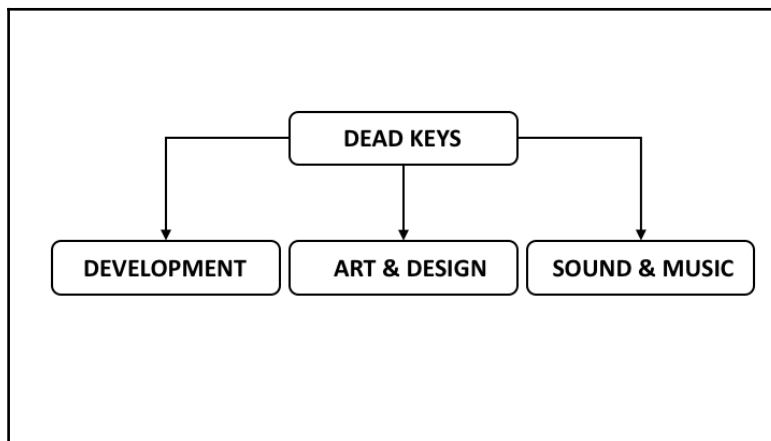 DEAD KEYS
DEVELOPMENT
ART & DESIGN
SOUND & MUSIC